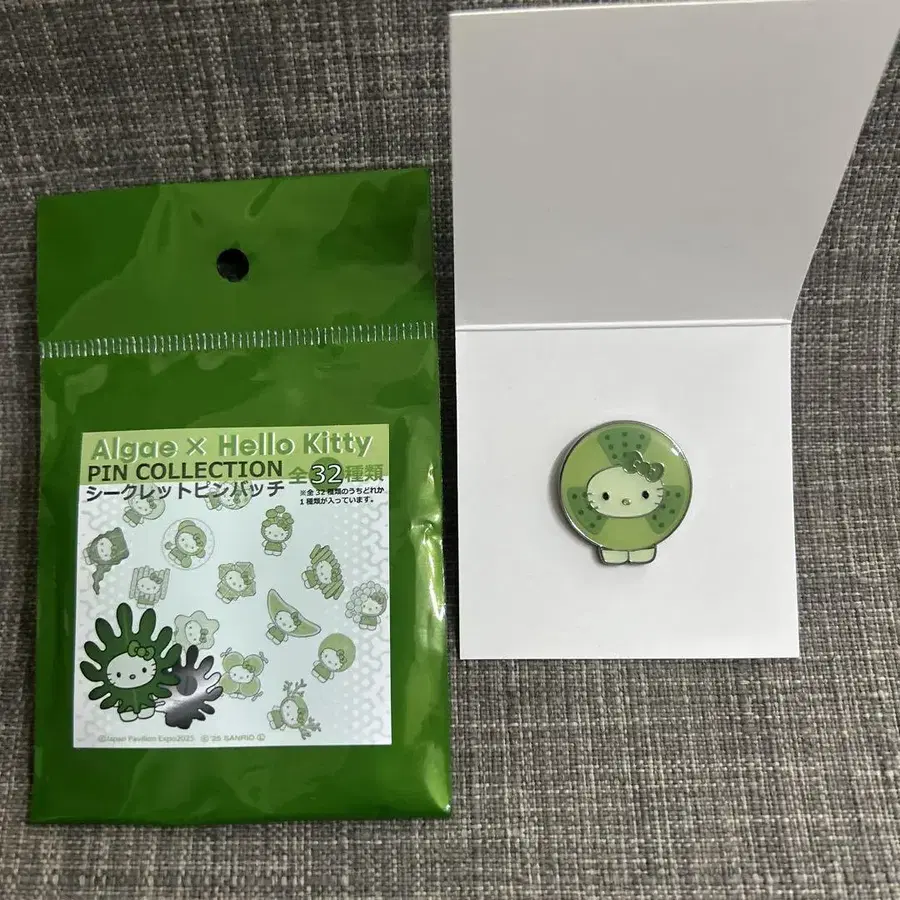 Algae × Hello Kitty
PIN COLLECTION 全32種類
シークレットピンバッチ ※全32種類のうちどれか
1種類が入っています。
©Japan Pavilion Expo2025 © '25 SANRIO Ⓛ